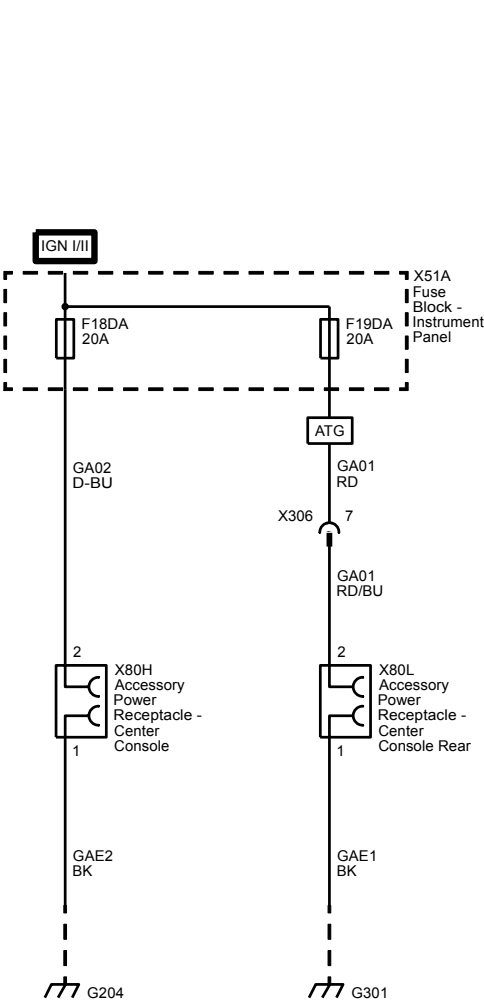 IGN I/II
X51A
Fuse
Block -
Instrument
Panel
F18DA
20A
F19DA
20A
ATG
GA02
D-BU
GA01
RD
X306
7
GA01
RD/BU
2
X80H
Accessory
Power
Receptacle -
Center
Console
1
2
X80L
Accessory
Power
Receptacle -
Center
Console Rear
1
GAE2
BK
GAE1
BK
G204
G301